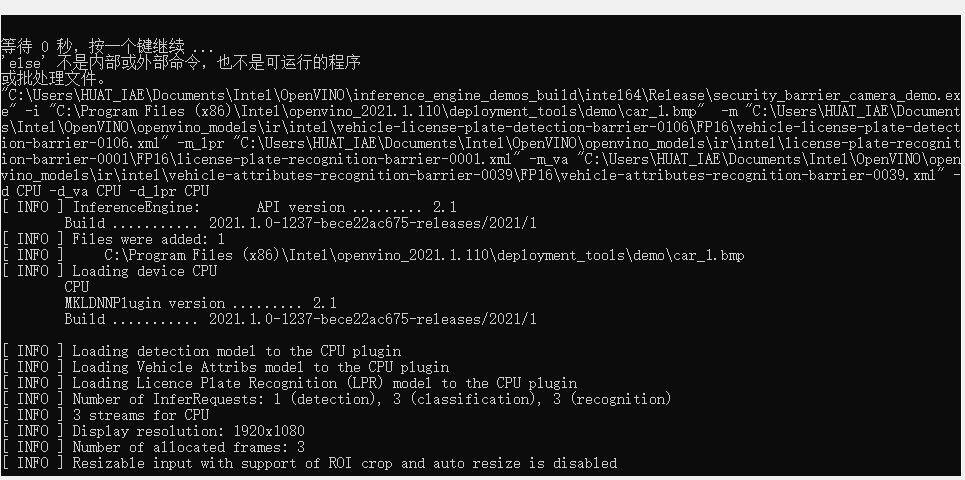 等待 0 秒，按一个键继续 ...
'else' 不是内部或外部命令，也不是可运行的程序
或批处理文件。
"C:\Users\HUAT_IAE\Documents\Intel\OpenVINO\inference_engine_demos_build\intel64\Release\security_barrier_camera_demo.ex
e" -i "C:\Program Files (x86)\Intel\openvino_2021.1.110\deployment_tools\demo\car_1.bmp"  -m "C:\Users\HUAT_IAE\Document
s\Intel\OpenVINO\openvino_models\ir\intel\vehicle-license-plate-detection-barrier-0106\FP16\vehicle-license-plate-detect
ion-barrier-0106.xml" -m_lpr "C:\Users\HUAT_IAE\Documents\Intel\OpenVINO\openvino_models\ir\intel\license-plate-recognit
ion-barrier-0001\FP16\license-plate-recognition-barrier-0001.xml" -m_va "C:\Users\HUAT_IAE\Documents\Intel\OpenVINO\open
vino_models\ir\intel\vehicle-attributes-recognition-barrier-0039\FP16\vehicle-attributes-recognition-barrier-0039.xml" -
d CPU -d_va CPU -d_lpr CPU
[ INFO ] InferenceEngine:       API version ......... 2.1
        Build ........... 2021.1.0-1237-bece22ac675-releases/2021/1
[ INFO ] Files were added: 1
[ INFO ]     C:\Program Files (x86)\Intel\openvino_2021.1.110\deployment_tools\demo\car_1.bmp
[ INFO ] Loading device CPU
        CPU
        MKLDNNPlugin version ......... 2.1
        Build ........... 2021.1.0-1237-bece22ac675-releases/2021/1
[ INFO ] Loading detection model to the CPU plugin
[ INFO ] Loading Vehicle Attribs model to the CPU plugin
[ INFO ] Loading Licence Plate Recognition (LPR) model to the CPU plugin
[ INFO ] Number of InferRequests: 1 (detection), 3 (classification), 3 (recognition)
[ INFO ] 3 streams for CPU
[ INFO ] Display resolution: 1920x1080
[ INFO ] Number of allocated frames: 3
[ INFO ] Resizable input with support of ROI crop and auto resize is disabled